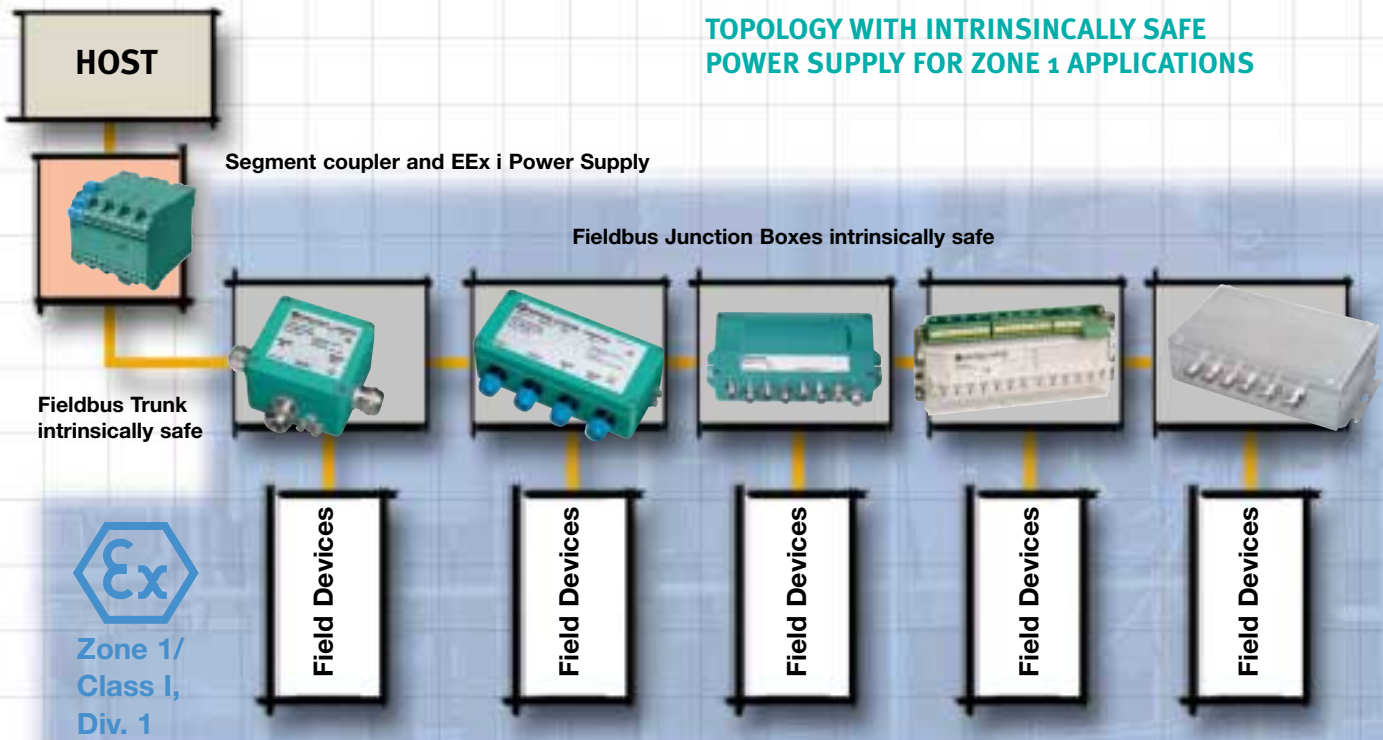 TOPOLOGY WITH INTRINSINCALLY SAFE
POWER SUPPLY FOR ZONE 1 APPLICATIONS
HOST
Segment coupler and EEx i Power Supply
Fieldbus Junction Boxes intrinsically safe
Fieldbus Trunk
intrinsically safe
Field Devices
Field Devices
Field Devices
Field Devices
Field Devices
Ex
Zone 1/
Class I,
Div. 1